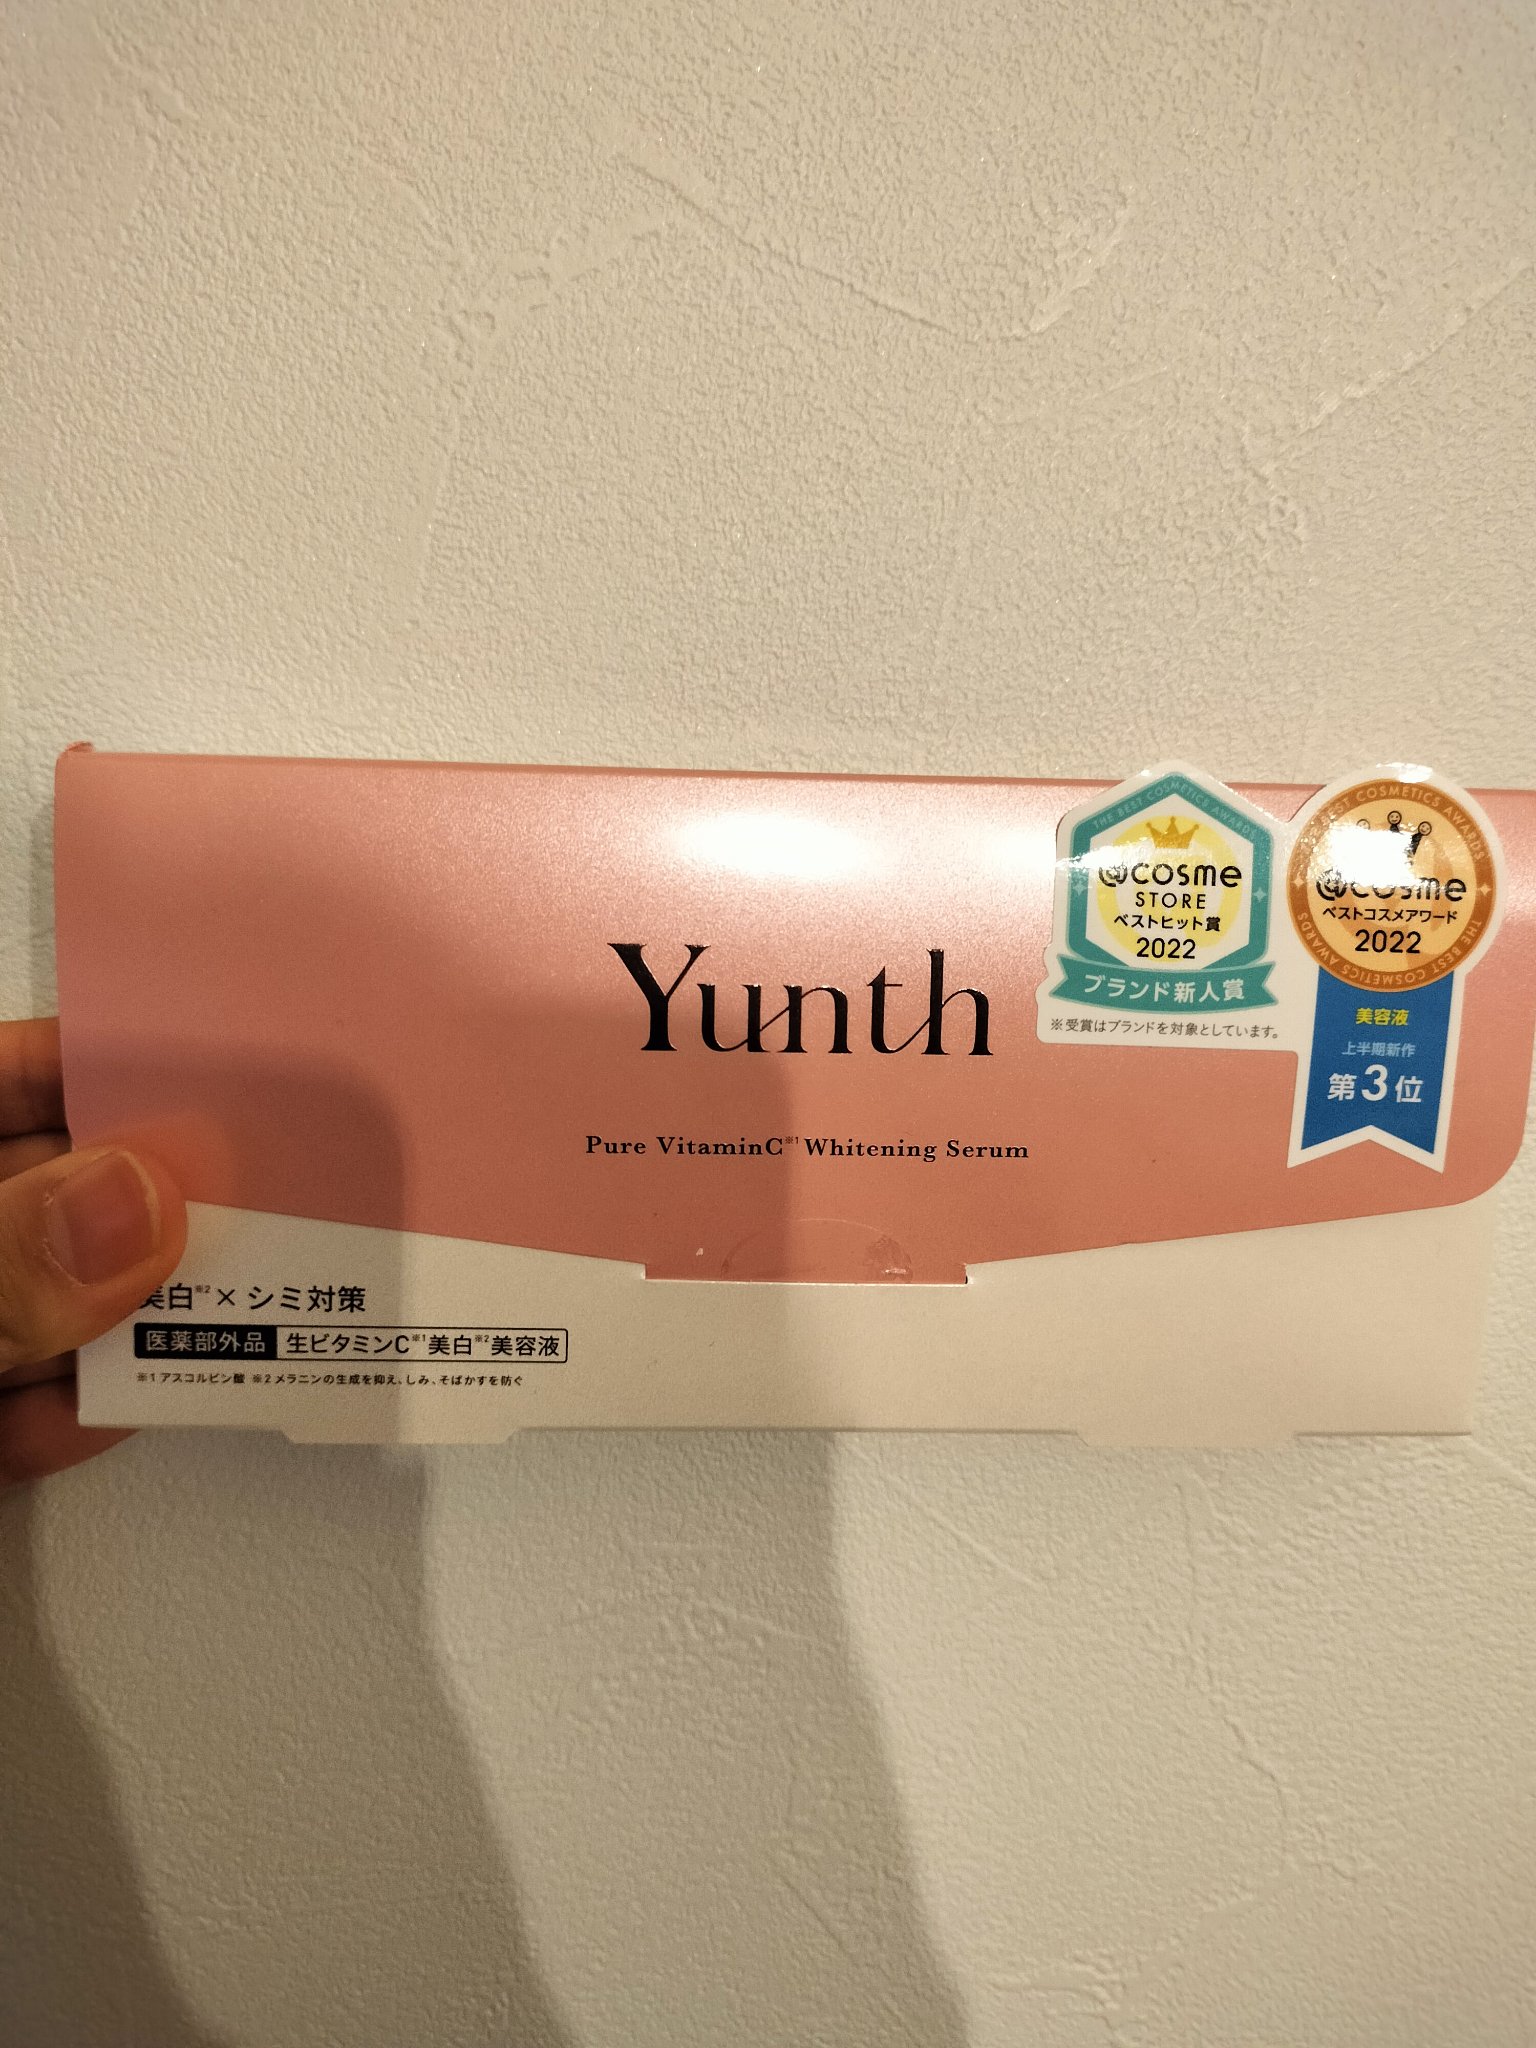 Yunth
Pure VitaminC※1 Whitening Serum
THE BEST COSMETICS AWARDS
@cosme
STORE
ベストヒット賞
2022
ブランド新人賞
※受賞はブランドを対象としています。
THE BEST COSMETICS AWARDS
THE BEST COSMETICS AWARDS
@cosme
ベストコスメアワード
2022
美容液
上半期新作
第3位
美白※2×シミ対策
医薬部外品 生ビタミンC※1美白※2美容液
※1 アスコルビン酸 ※2 メラニンの生成を抑え、しみ、そばかすを防ぐ